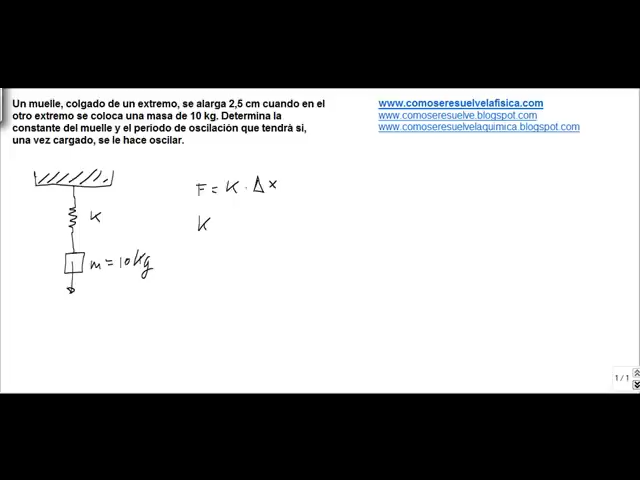 Un muelle, colgado de un extremo, se alarga 2,5 cm cuando en el
otro extremo se coloca una masa de 10 kg. Determina la
constante del muelle y el periodo de oscilación que tendrá si,
una vez cargado, se le hace oscilar.
www.comoseresuelvelafisica.com
www.comoseresuelve.blogspot.com
www.comoseresuelvelaquimica.blogspot.com
F = K · Δx
K
K
m = 10 Kg
1 / 1